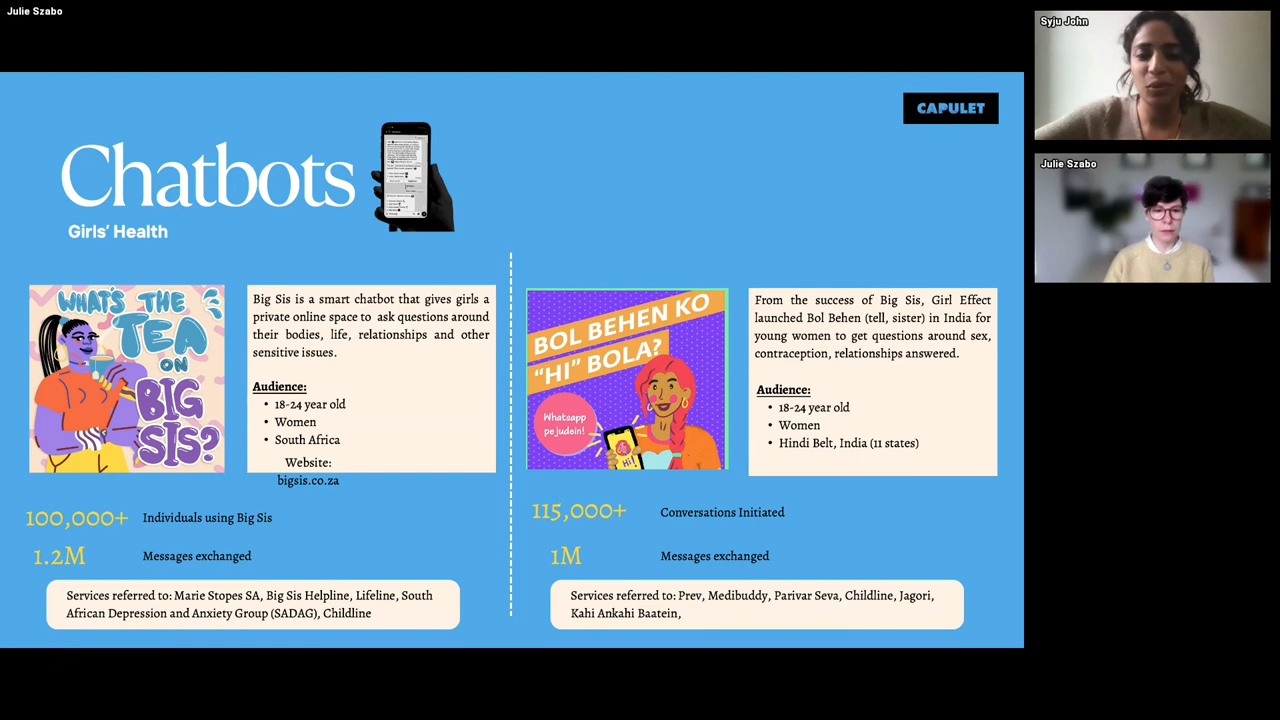 Julie Szabo
Syju John
Julie Szabo
CAPULET
Chatbots
Girls' Health
WHAT'S THE
TEA
ON
BIG
SIS?
Big Sis is a smart chatbot that gives girls a
private online space to ask questions around
their bodies, life, relationships and other
sensitive issues.
Audience:
• 18-24 year old
• Women
• South Africa
Website:
bigsis.co.za
100,000+ Individuals using Big Sis
1.2M Messages exchanged
Services referred to: Marie Stopes SA, Big Sis Helpline, Lifeline, South
African Depression and Anxiety Group (SADAG), Childline
BOL BEHEN KO
"HI" BOLA?
Whatsapp
pe judein!
Hi!
From the success of Big Sis, Girl Effect
launched Bol Behen (tell, sister) in India for
young women to get questions around sex,
contraception, relationships answered.
Audience:
• 18-24 year old
• Women
• Hindi Belt, India (11 states)
115,000+ Conversations Initiated
1M Messages exchanged
Services referred to: Prev, Medibuddy, Parivar Seva, Childline, Jagori,
Kahi Ankahi Baatein,